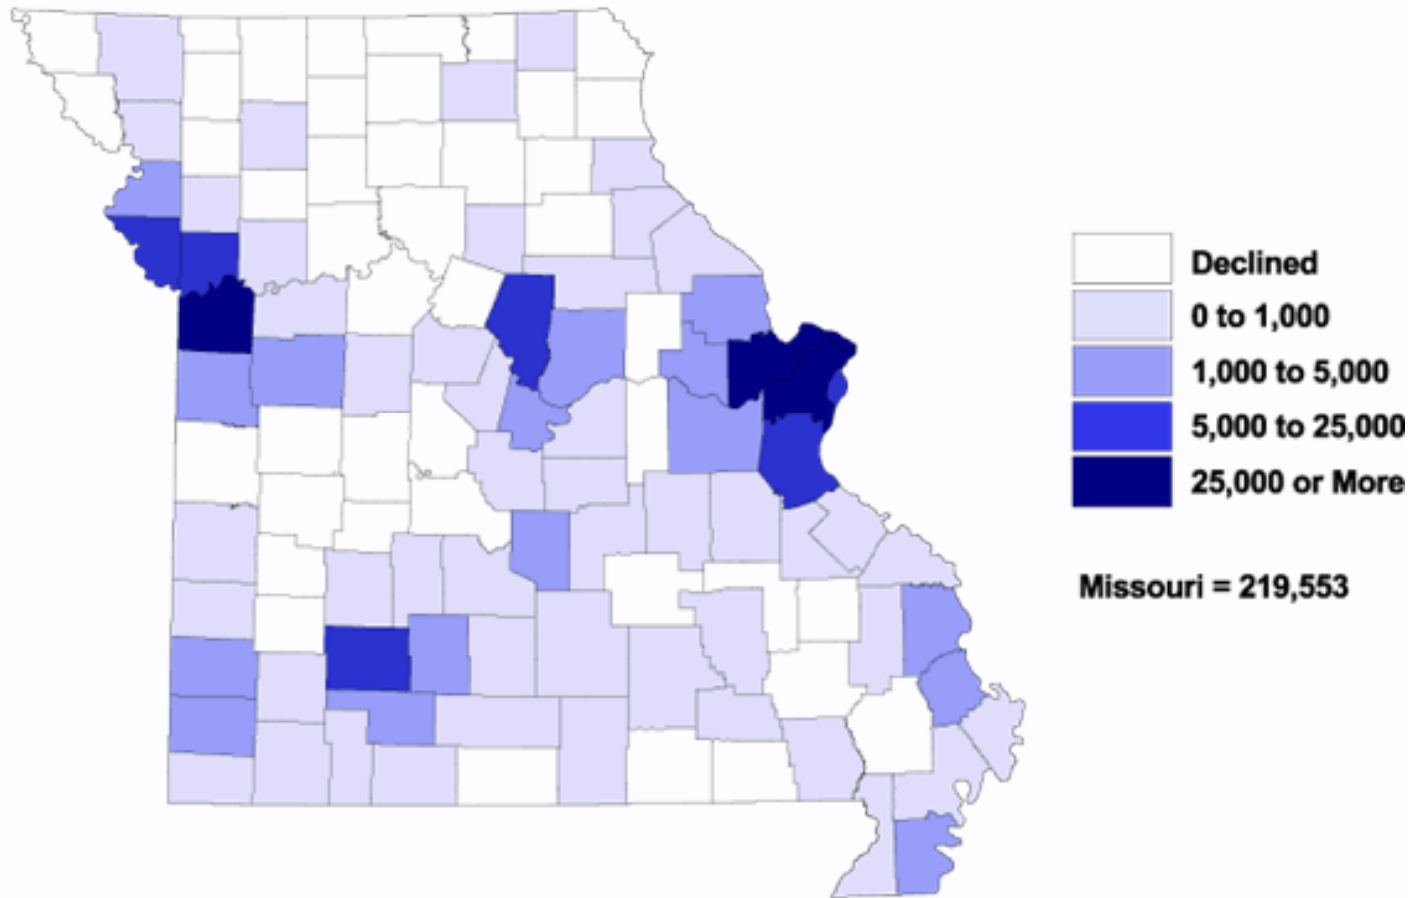 Declined
0 to 1,000
1,000 to 5,000
5,000 to 25,000
25,000 or More
Missouri = 219,553